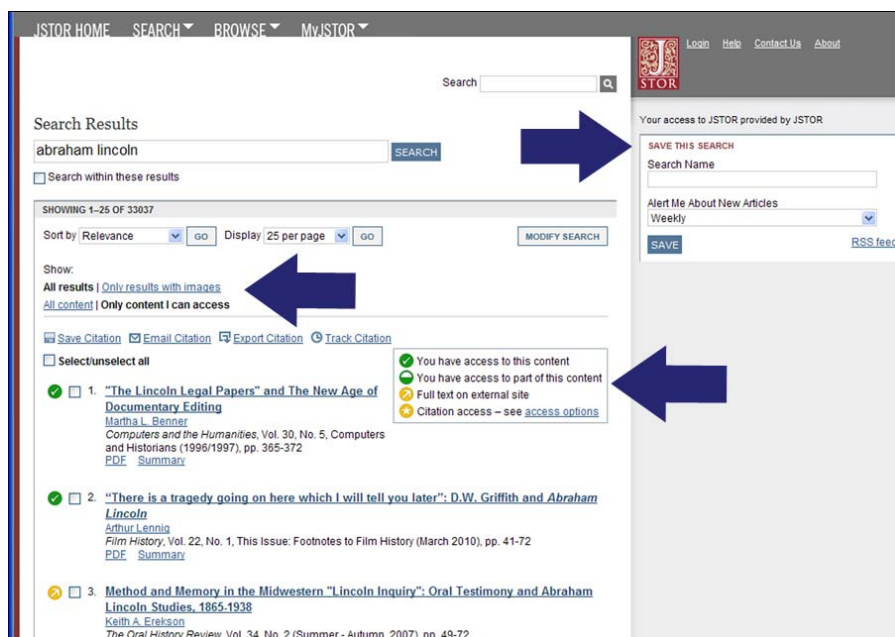 JSTOR HOME SEARCH BROWSE MyJSTOR
Login Help Contact Us About
JSTOR
Search
Your access to JSTOR provided by JSTOR
Search Results
abraham lincoln SEARCH
Search within these results
SAVE THIS SEARCH
Search Name
Alert Me About New Articles
Weekly
SAVE RSS feed
SHOWING 1–25 OF 33037
Sort by Relevance GO Display 25 per page GO MODIFY SEARCH
Show:
All results | Only results with images
All content | Only content I can access
Save Citation Email Citation Export Citation Track Citation
Select/unselect all
You have access to this content
You have access to part of this content
Full text on external site
Citation access – see access options
1. "The Lincoln Legal Papers" and The New Age of
Documentary Editing
Martha L. Benner
Computers and the Humanities, Vol. 30, No. 5, Computers
and Historians (1996/1997), pp. 365-372
PDF Summary
2. “There is a tragedy going on here which I will tell you later”: D.W. Griffith and Abraham
Lincoln
Arthur Lennig
Film History, Vol. 22, No. 1, This Issue: Footnotes to Film History (March 2010), pp. 41-72
PDF Summary
3. Method and Memory in the Midwestern "Lincoln Inquiry": Oral Testimony and Abraham
Lincoln Studies, 1865-1938
Keith A. Erekson
The Oral History Review, Vol. 34, No. 2 (Summer - Autumn, 2007), pp. 49-72